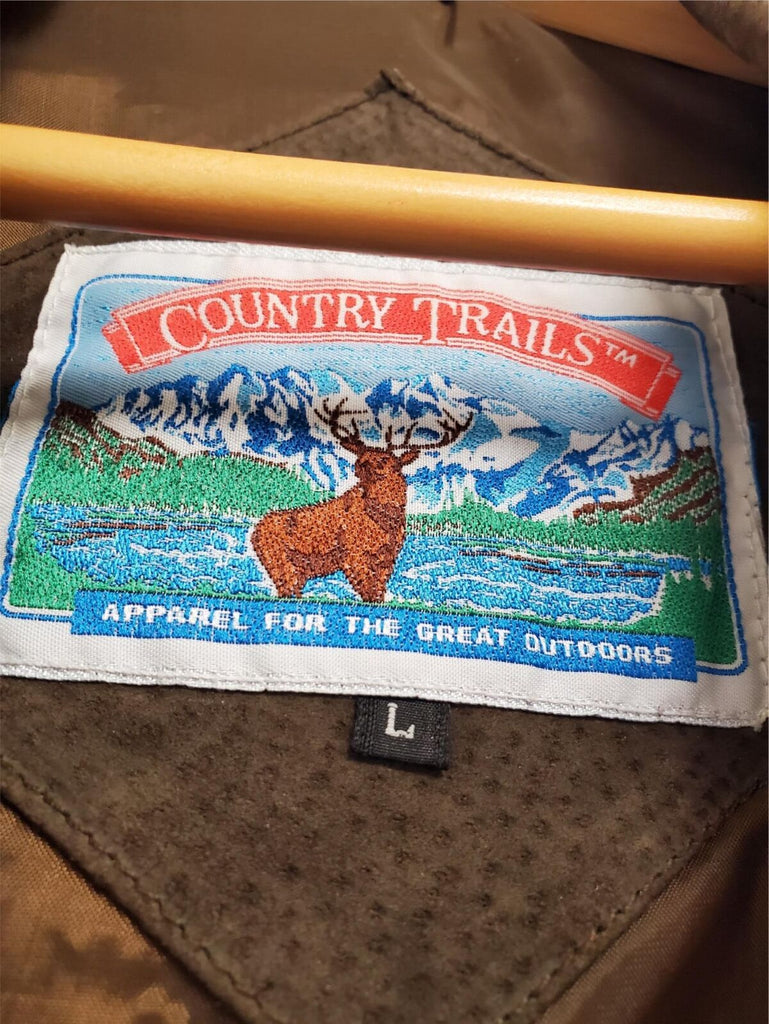 COUNTRY TRAILS™
APPAREL FOR THE GREAT OUTDOORS
L